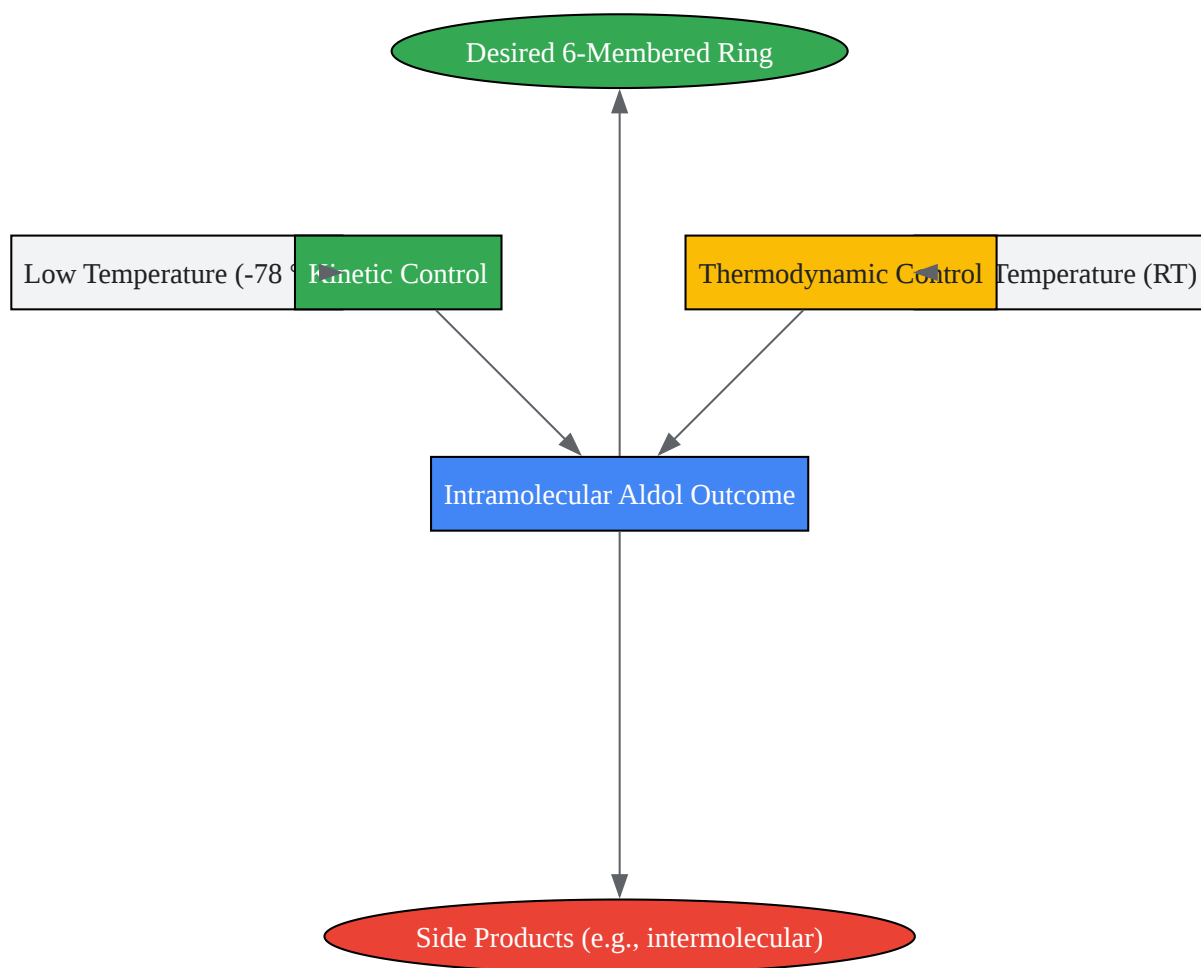 Desired 6-Membered Ring
Low Temperature (-78 °
Kinetic Control
Thermodynamic Control
Temperature (RT)
Intramolecular Aldol Outcome
Side Products (e.g., intermolecular)